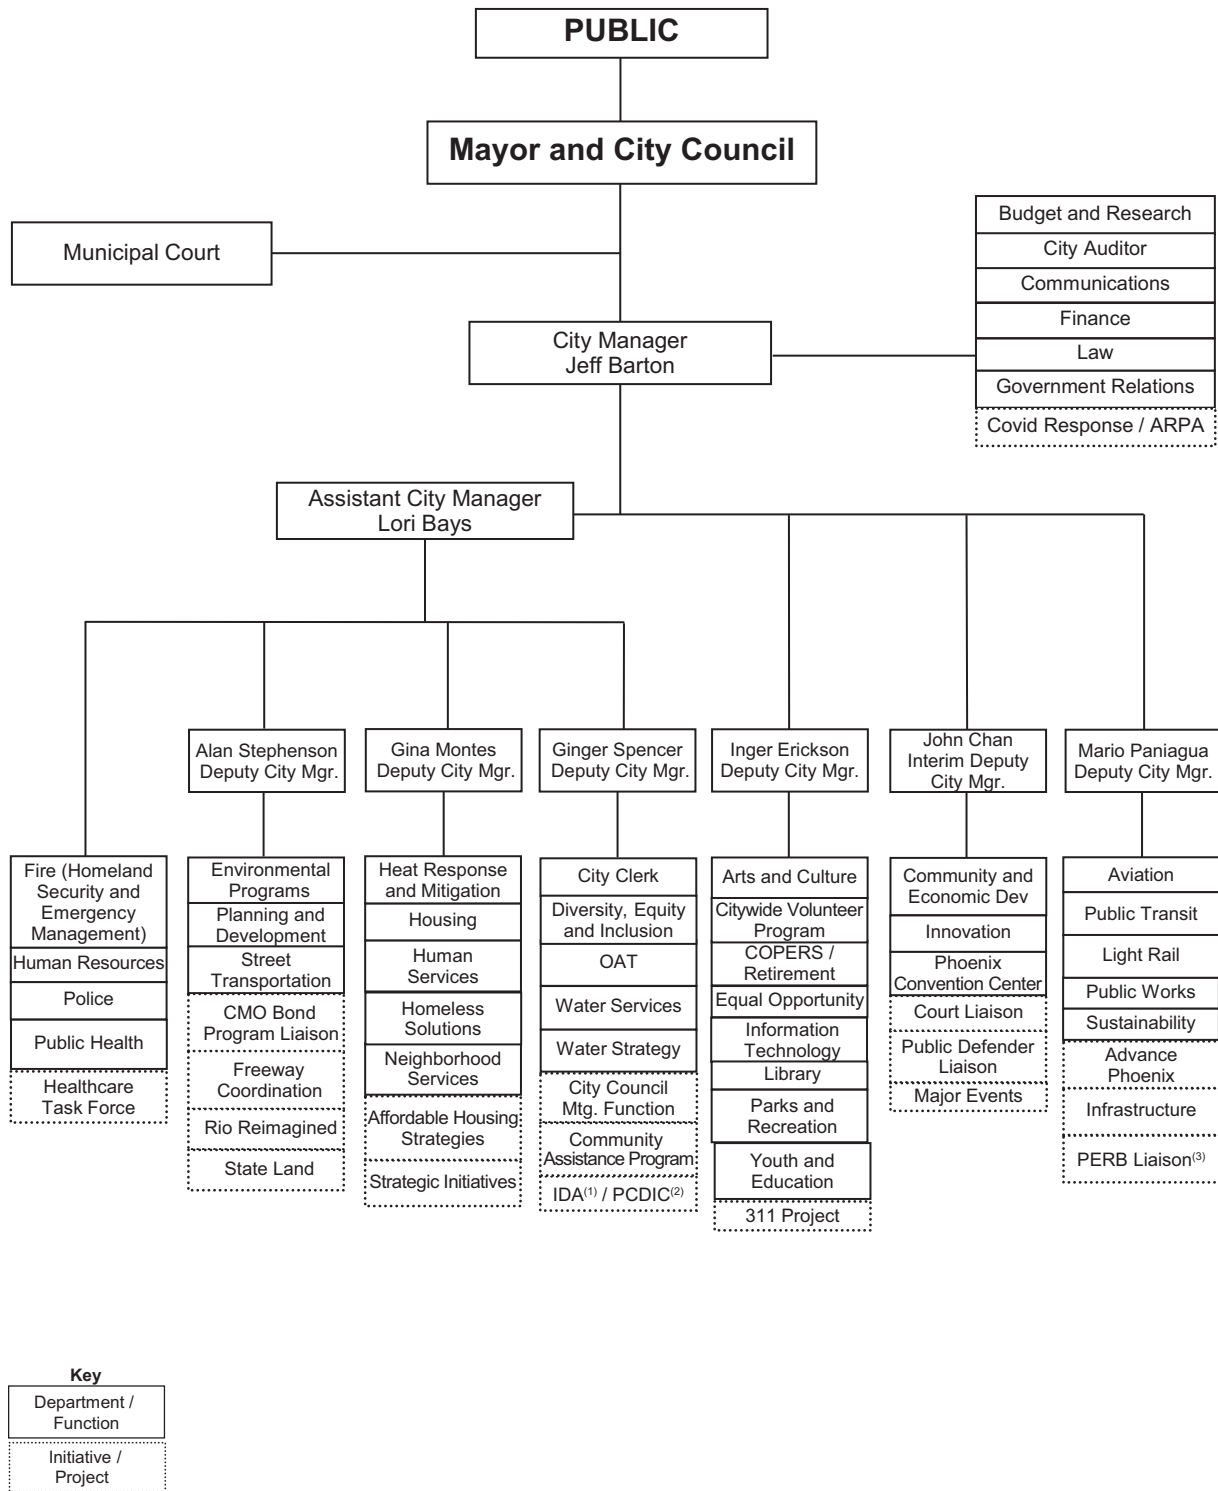 PUBLIC
Mayor and City Council
Municipal Court
Budget and Research
City Auditor
Communications
Finance
Law
Government Relations
Covid Response / ARPA
City Manager
Jeff Barton
Assistant City Manager
Lori Bays
Alan Stephenson
Deputy City Mgr.
Gina Montes
Deputy City Mgr.
Ginger Spencer
Deputy City Mgr.
Inger Erickson
Deputy City Mgr.
John Chan
Interim Deputy
City Mgr.
Mario Paniagua
Deputy City Mgr.
Fire (Homeland
Security and
Emergency
Management)
Human Resources
Police
Public Health
Healthcare
Task Force
Environmental
Programs
Planning and
Development
Street
Transportation
CMO Bond
Program Liaison
Freeway
Coordination
Rio Reimagined
State Land
Heat Response
and Mitigation
Housing
Human
Services
Homeless
Solutions
Neighborhood
Services
Affordable Housing
Strategies
Strategic Initiatives
City Clerk
Diversity, Equity
and Inclusion
OAT
Water Services
Water Strategy
City Council
Mtg. Function
Community
Assistance Program
IDA(1) / PCDIC(2)
Arts and Culture
Citywide Volunteer
Program
COPERS /
Retirement
Equal Opportunity
Information
Technology
Library
Parks and
Recreation
Youth and
Education
311 Project
Community and
Economic Dev
Innovation
Phoenix
Convention Center
Court Liaison
Public Defender
Liaison
Major Events
Aviation
Public Transit
Light Rail
Public Works
Sustainability
Advance
Phoenix
Infrastructure
PERB Liaison(3)
Key
Department /
Function
Initiative /
Project